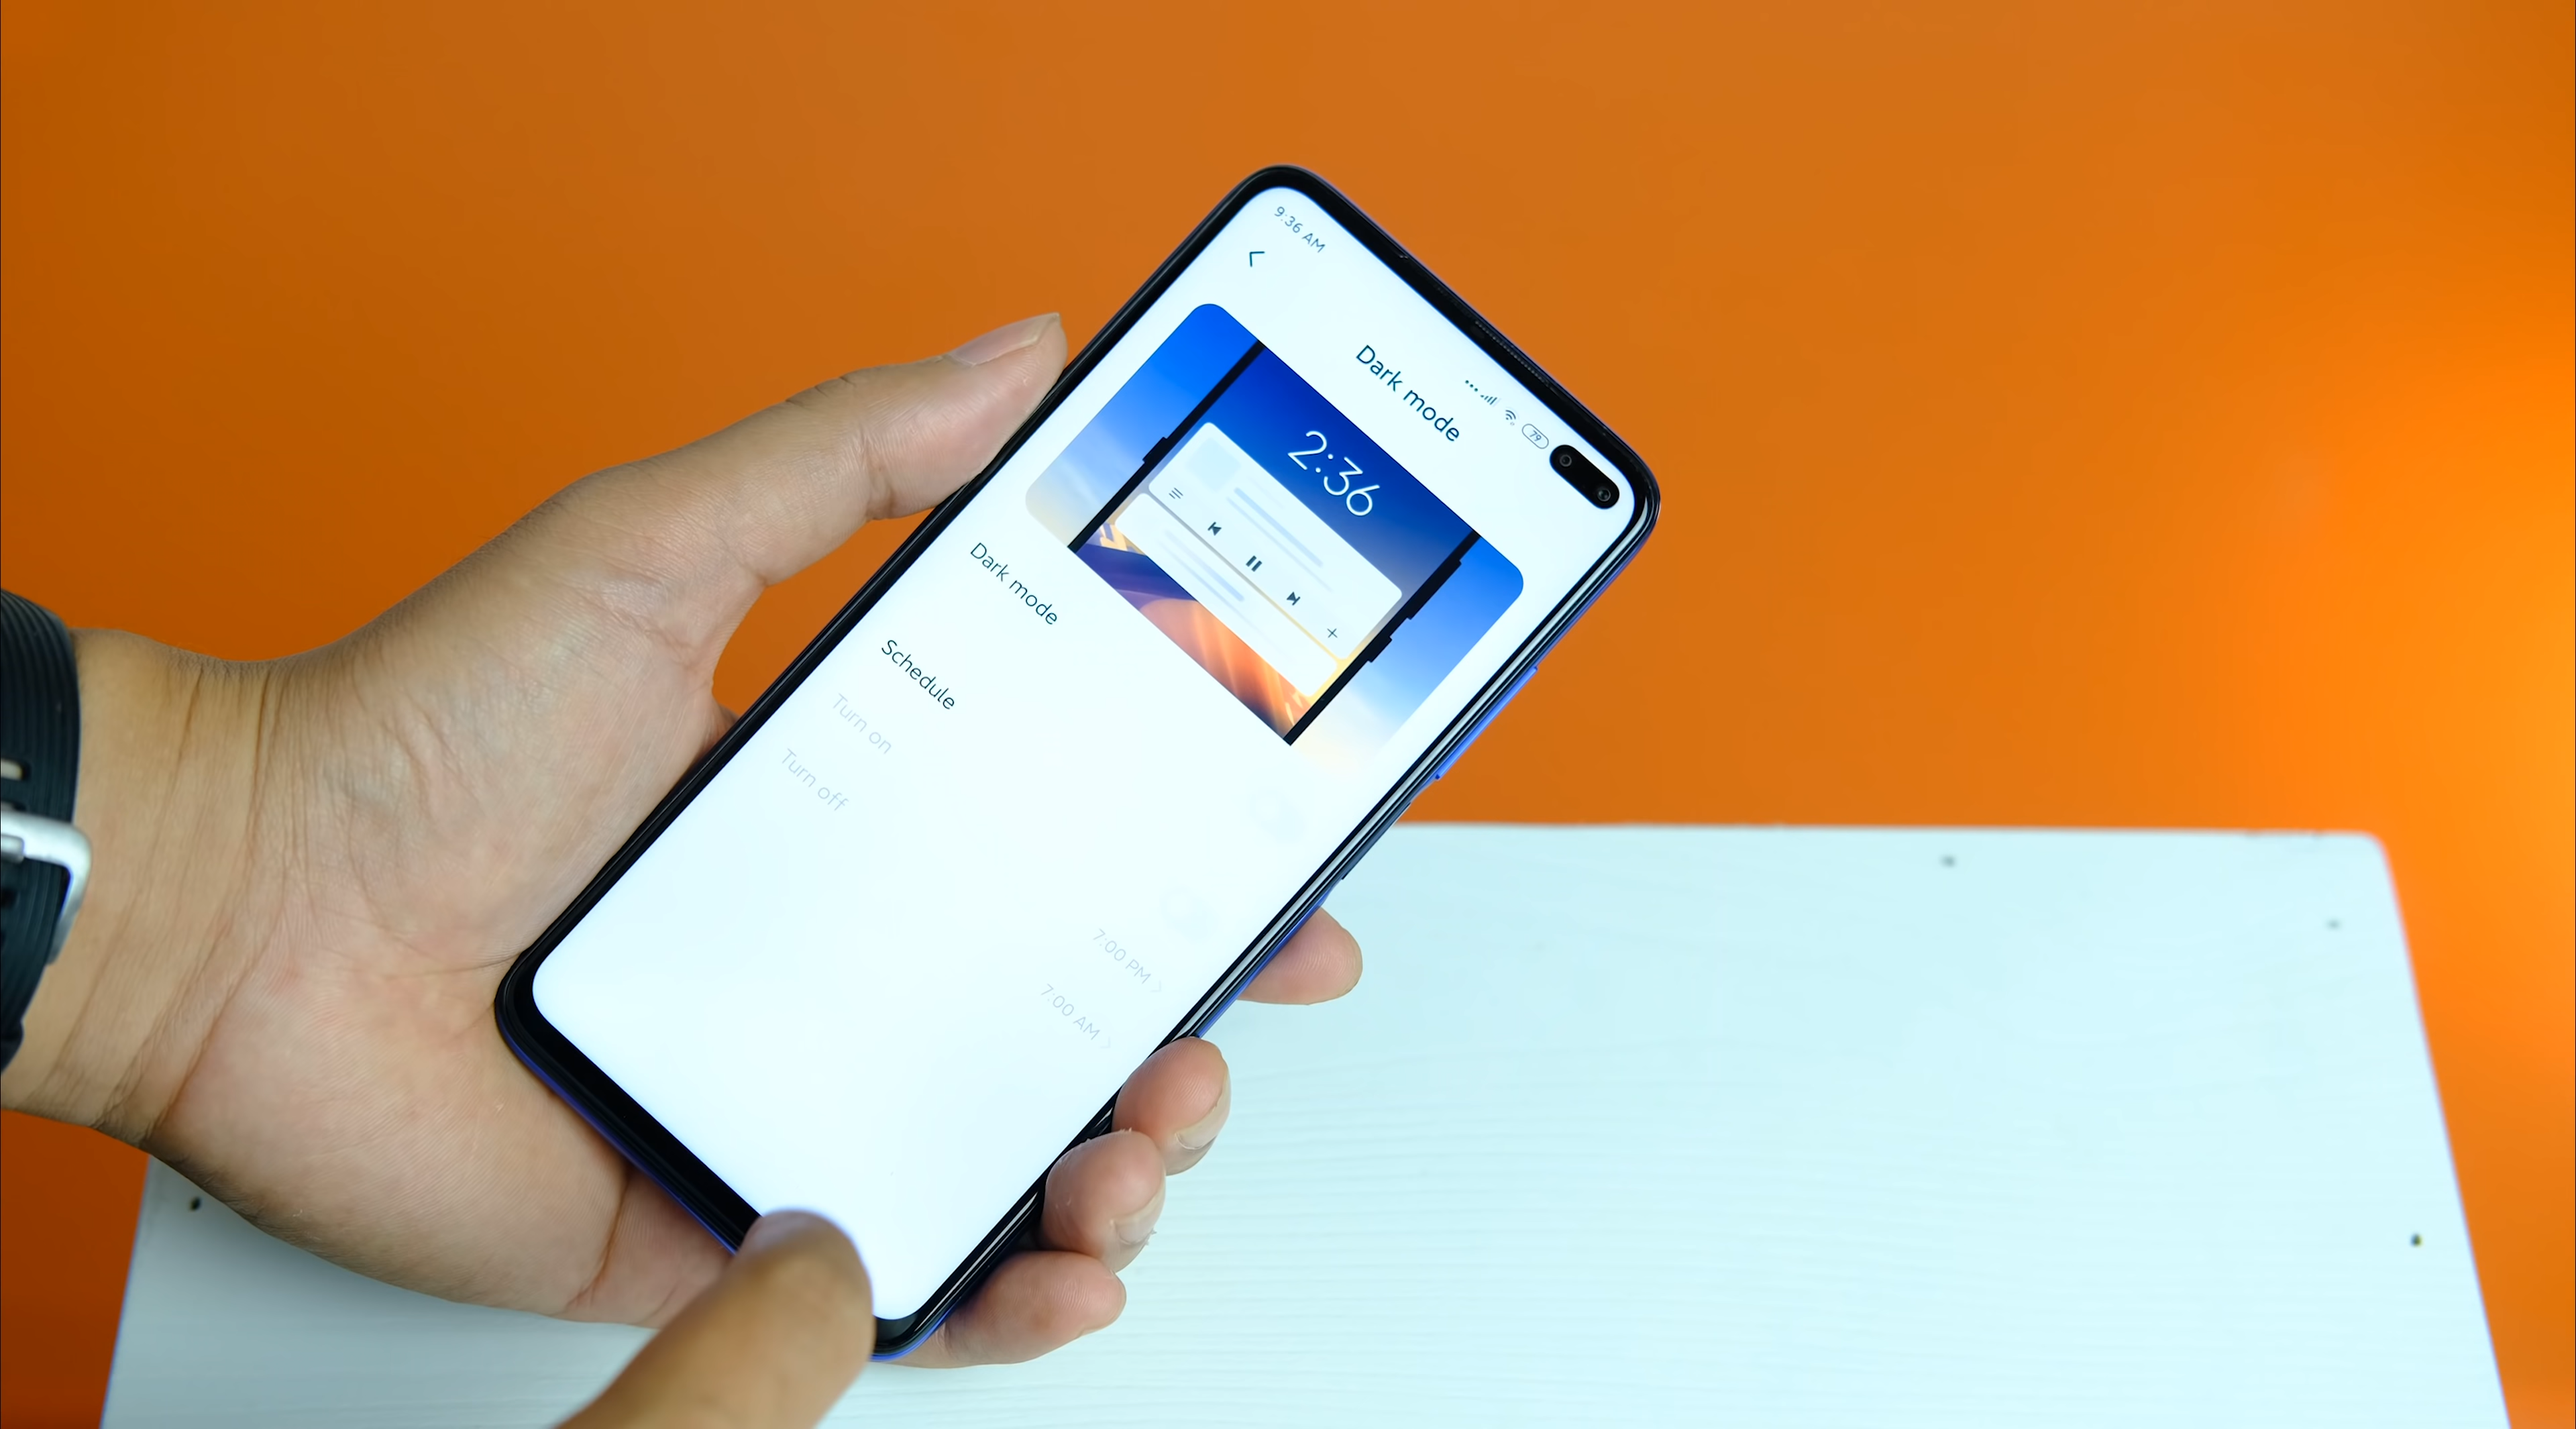 9:36 AM
79
Dark mode
2:36
Dark mode
Schedule
Turn on 7:00 PM
Turn off 7:00 AM